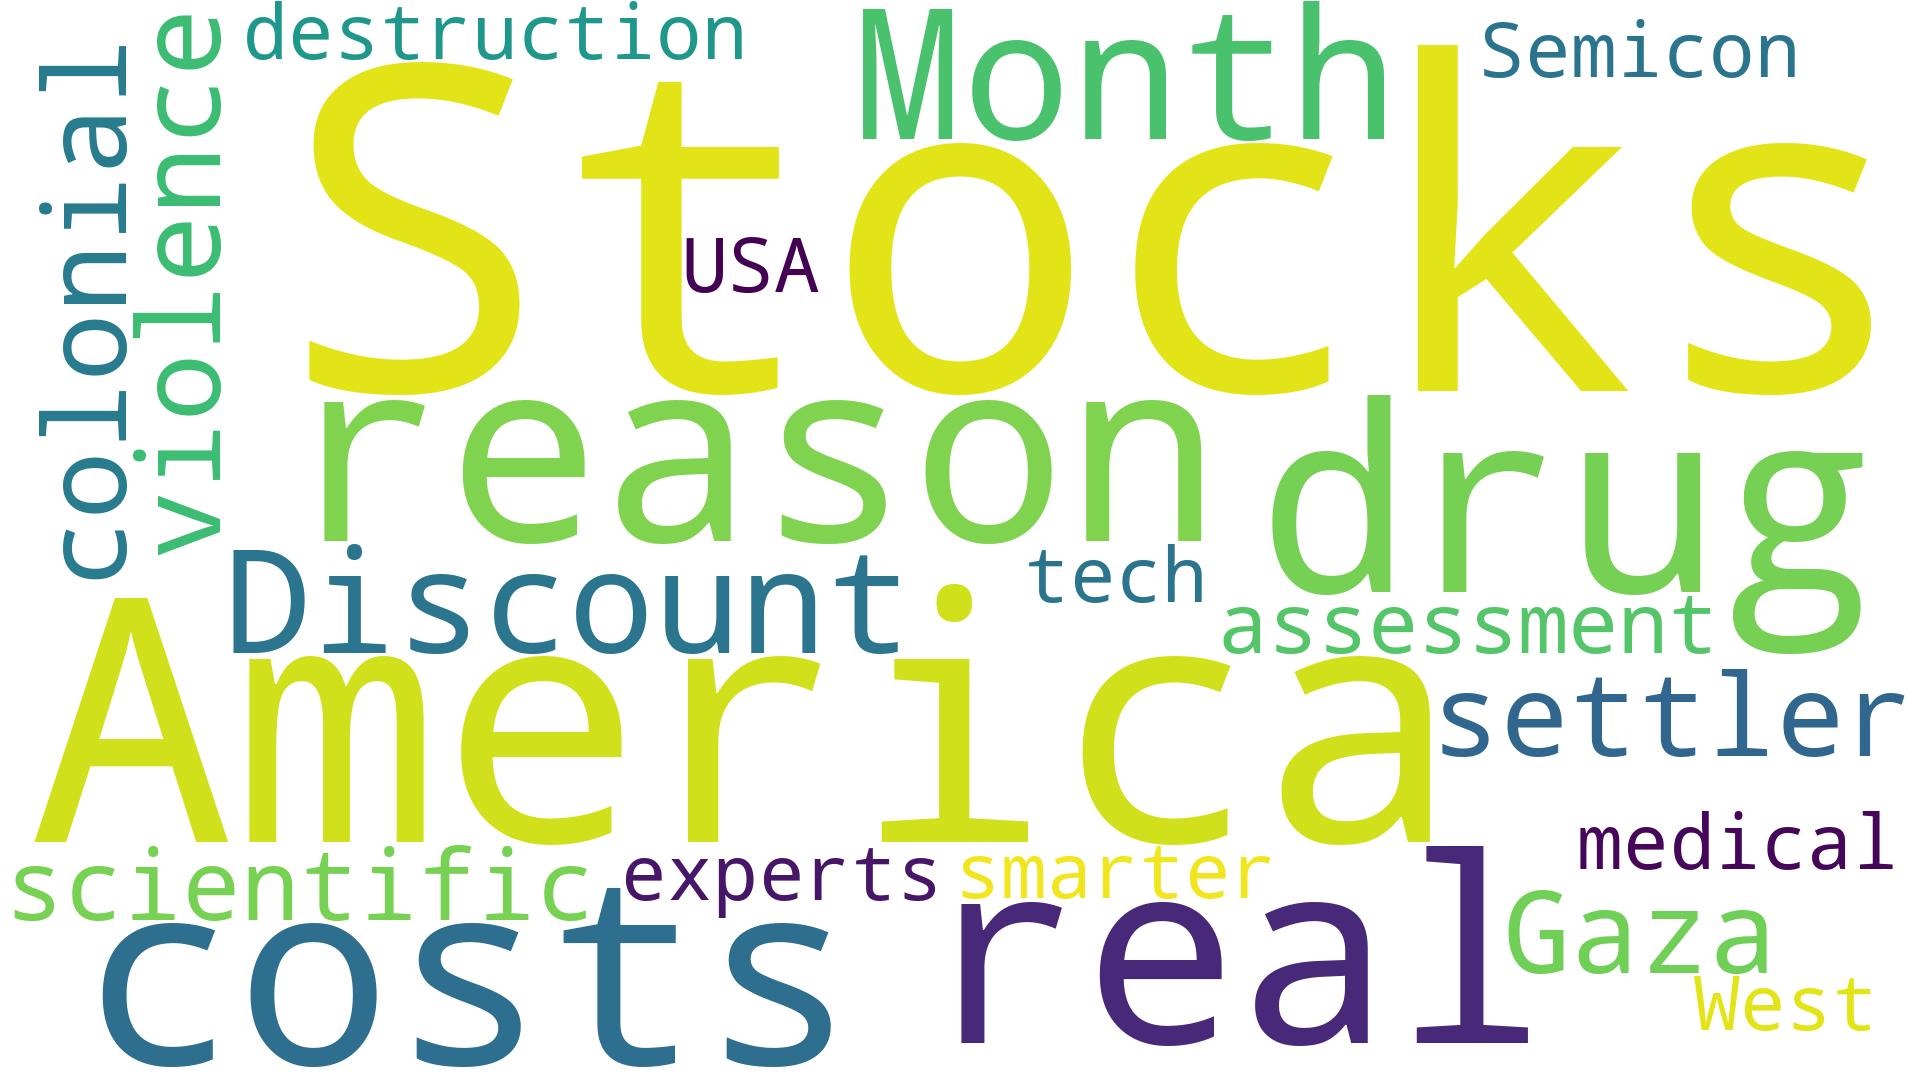 destruction
Month
Semicon
colonial
violence
Stocks
USA
reason
drug
Discount
tech
assessment
America
settler
medical
scientific
experts
smarter
costs
real
Gaza
West